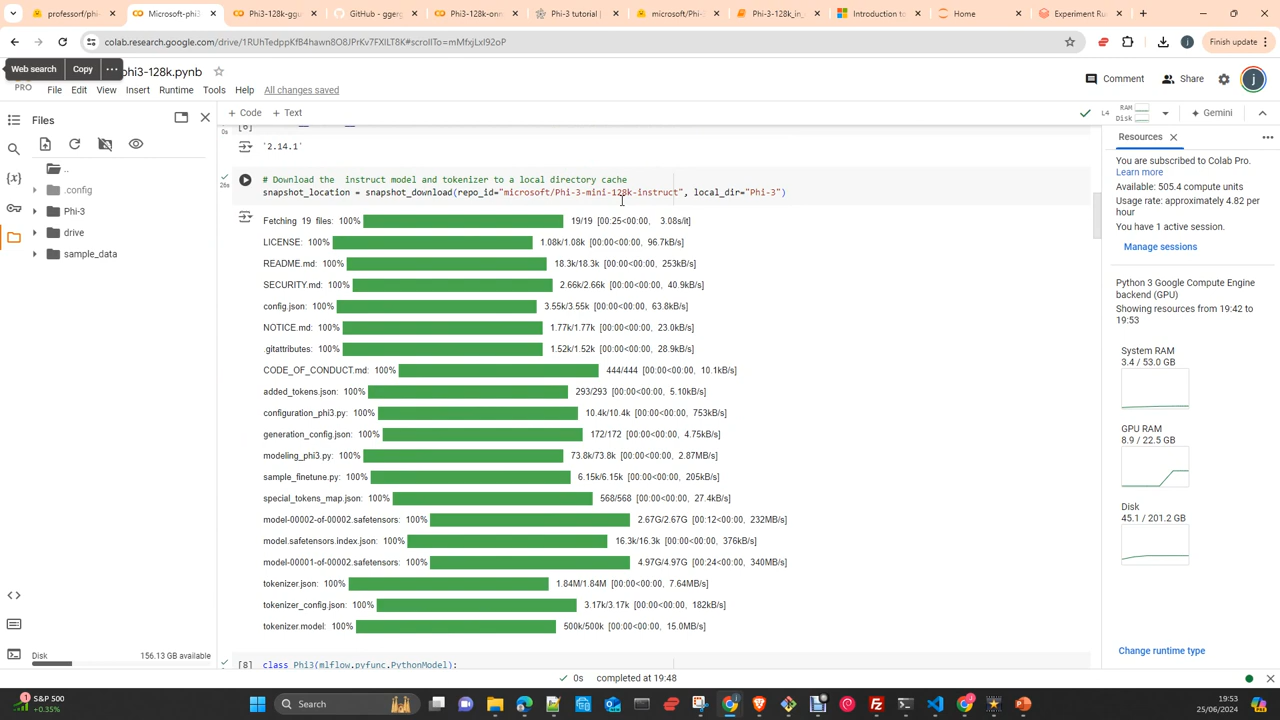 professorf/phi
Microsoft-phi3
Phi3-128k-ggu
GitHub - ggerg
Phi3-128k-onn
Phi-3 tutorial |
microsoft/Phi-
Phi-3-128k_in_
Introduction to
Home
Experiment Ru
colab.research.google.com/drive/1RUhTedppKfB4hawn8O8JPrKv7FXILT8K#scrollTo=mMfxjLxI92oP
Finish update
Web search Copy
phi3-128k.pynb
PRO File Edit View Insert Runtime Tools Help All changes saved
Comment Share j
Files
+ Code + Text
L4 RAM Disk
Gemini
..
.config
Phi-3
drive
sample_data
[6]
0s
'2.14.1'
26s
# Download the instruct model and tokenizer to a local directory cache
snapshot_location = snapshot_download(repo_id="microsoft/Phi-3-mini-128k-instruct", local_dir="Phi-3")
Fetching 19 files: 100% 19/19 [00:25<00:00, 3.08s/it]
LICENSE: 100% 1.08k/1.08k [00:00<00:00, 96.7kB/s]
README.md: 100% 18.3k/18.3k [00:00<00:00, 253kB/s]
SECURITY.md: 100% 2.66k/2.66k [00:00<00:00, 40.9kB/s]
config.json: 100% 3.55k/3.55k [00:00<00:00, 63.8kB/s]
NOTICE.md: 100% 1.77k/1.77k [00:00<00:00, 23.0kB/s]
.gitattributes: 100% 1.52k/1.52k [00:00<00:00, 28.9kB/s]
CODE_OF_CONDUCT.md: 100% 444/444 [00:00<00:00, 10.1kB/s]
added_tokens.json: 100% 293/293 [00:00<00:00, 5.10kB/s]
configuration_phi3.py: 100% 10.4k/10.4k [00:00<00:00, 753kB/s]
generation_config.json: 100% 172/172 [00:00<00:00, 4.75kB/s]
modeling_phi3.py: 100% 73.8k/73.8k [00:00<00:00, 2.87MB/s]
sample_finetune.py: 100% 6.15k/6.15k [00:00<00:00, 205kB/s]
special_tokens_map.json: 100% 568/568 [00:00<00:00, 27.4kB/s]
model-00002-of-00002.safetensors: 100% 2.67G/2.67G [00:12<00:00, 232MB/s]
model.safetensors.index.json: 100% 16.3k/16.3k [00:00<00:00, 376kB/s]
model-00001-of-00002.safetensors: 100% 4.97G/4.97G [00:24<00:00, 340MB/s]
tokenizer.json: 100% 1.84M/1.84M [00:00<00:00, 7.64MB/s]
tokenizer_config.json: 100% 3.17k/3.17k [00:00<00:00, 182kB/s]
tokenizer.model: 100% 500k/500k [00:00<00:00, 15.0MB/s]
[8] class Phi3(mlflow.pyfunc.PythonModel):
Resources
You are subscribed to Colab Pro.
Learn more
Available: 505.4 compute units
Usage rate: approximately 4.82 per
hour
You have 1 active session.
Manage sessions
Python 3 Google Compute Engine
backend (GPU)
Showing resources from 19:42 to
19:53
System RAM
3.4 / 53.0 GB
GPU RAM
8.9 / 22.5 GB
Disk
45.1 / 201.2 GB
Change runtime type
Disk 156.13 GB available
0s completed at 19:48
S&P 500
+0.35%
Search
19:53
25/06/2024